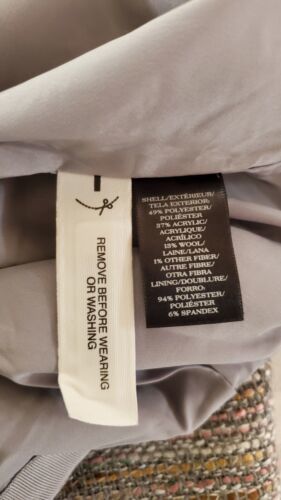 REMOVE BEFORE WEARING
OR WASHING
SHELL/EXTÉRIEUR/
TELA EXTERIOR:
49% POLYESTER/
POLIÉSTER
37% ACRYLIC/
ACRYLIQUE/
ACRÍLICO
13% WOOL/
LAINE/LANA
1% OTHER FIBER/
AUTRE FIBRE/
OTRA FIBRA
LINING/DOUBLURE/
FORRO:
94% POLYESTER/
POLIÉSTER
6% SPANDEX